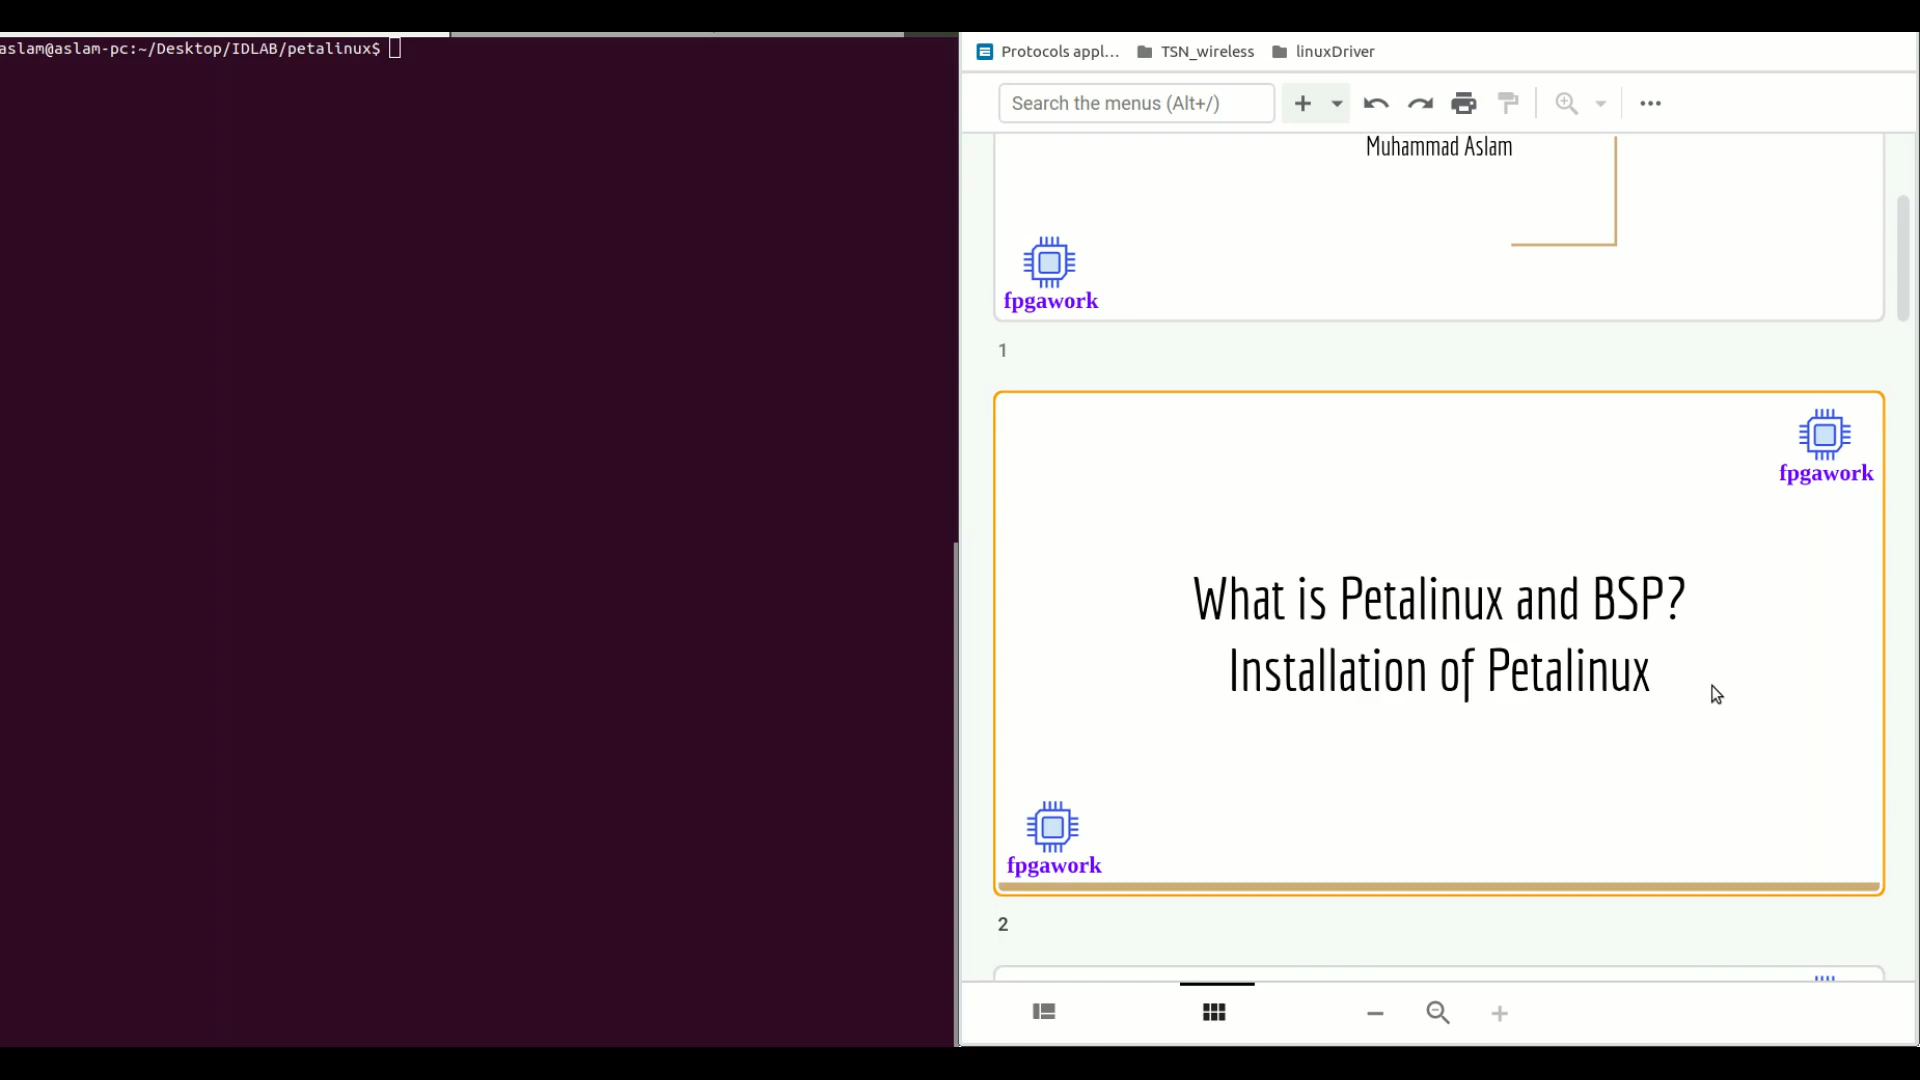 aslam@aslam-pc:~/Desktop/IDLAB/petalinux$
Protocols appl... TSN_wireless linuxDriver
Search the menus (Alt+/)
Muhammad Aslam
fpgawork
1
fpgawork
What is Petalinux and BSP?
Installation of Petalinux
fpgawork
2